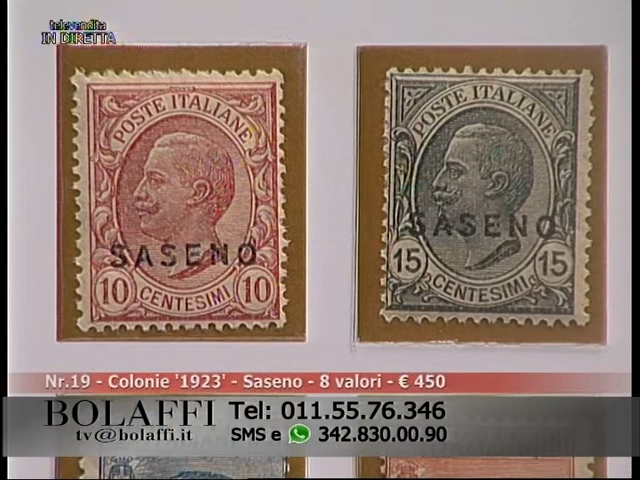 televendita
IN DIRETTA
POSTE ITALIANE
SASENO
10 CENTESIMI 10
POSTE ITALIANE
SASENO
15 CENTESIMI 15
Nr.19 - Colonie '1923' - Saseno - 8 valori - € 450
BOLAFFI
tv@bolaffi.it
Tel: 011.55.76.346
SMS e 342.830.00.90